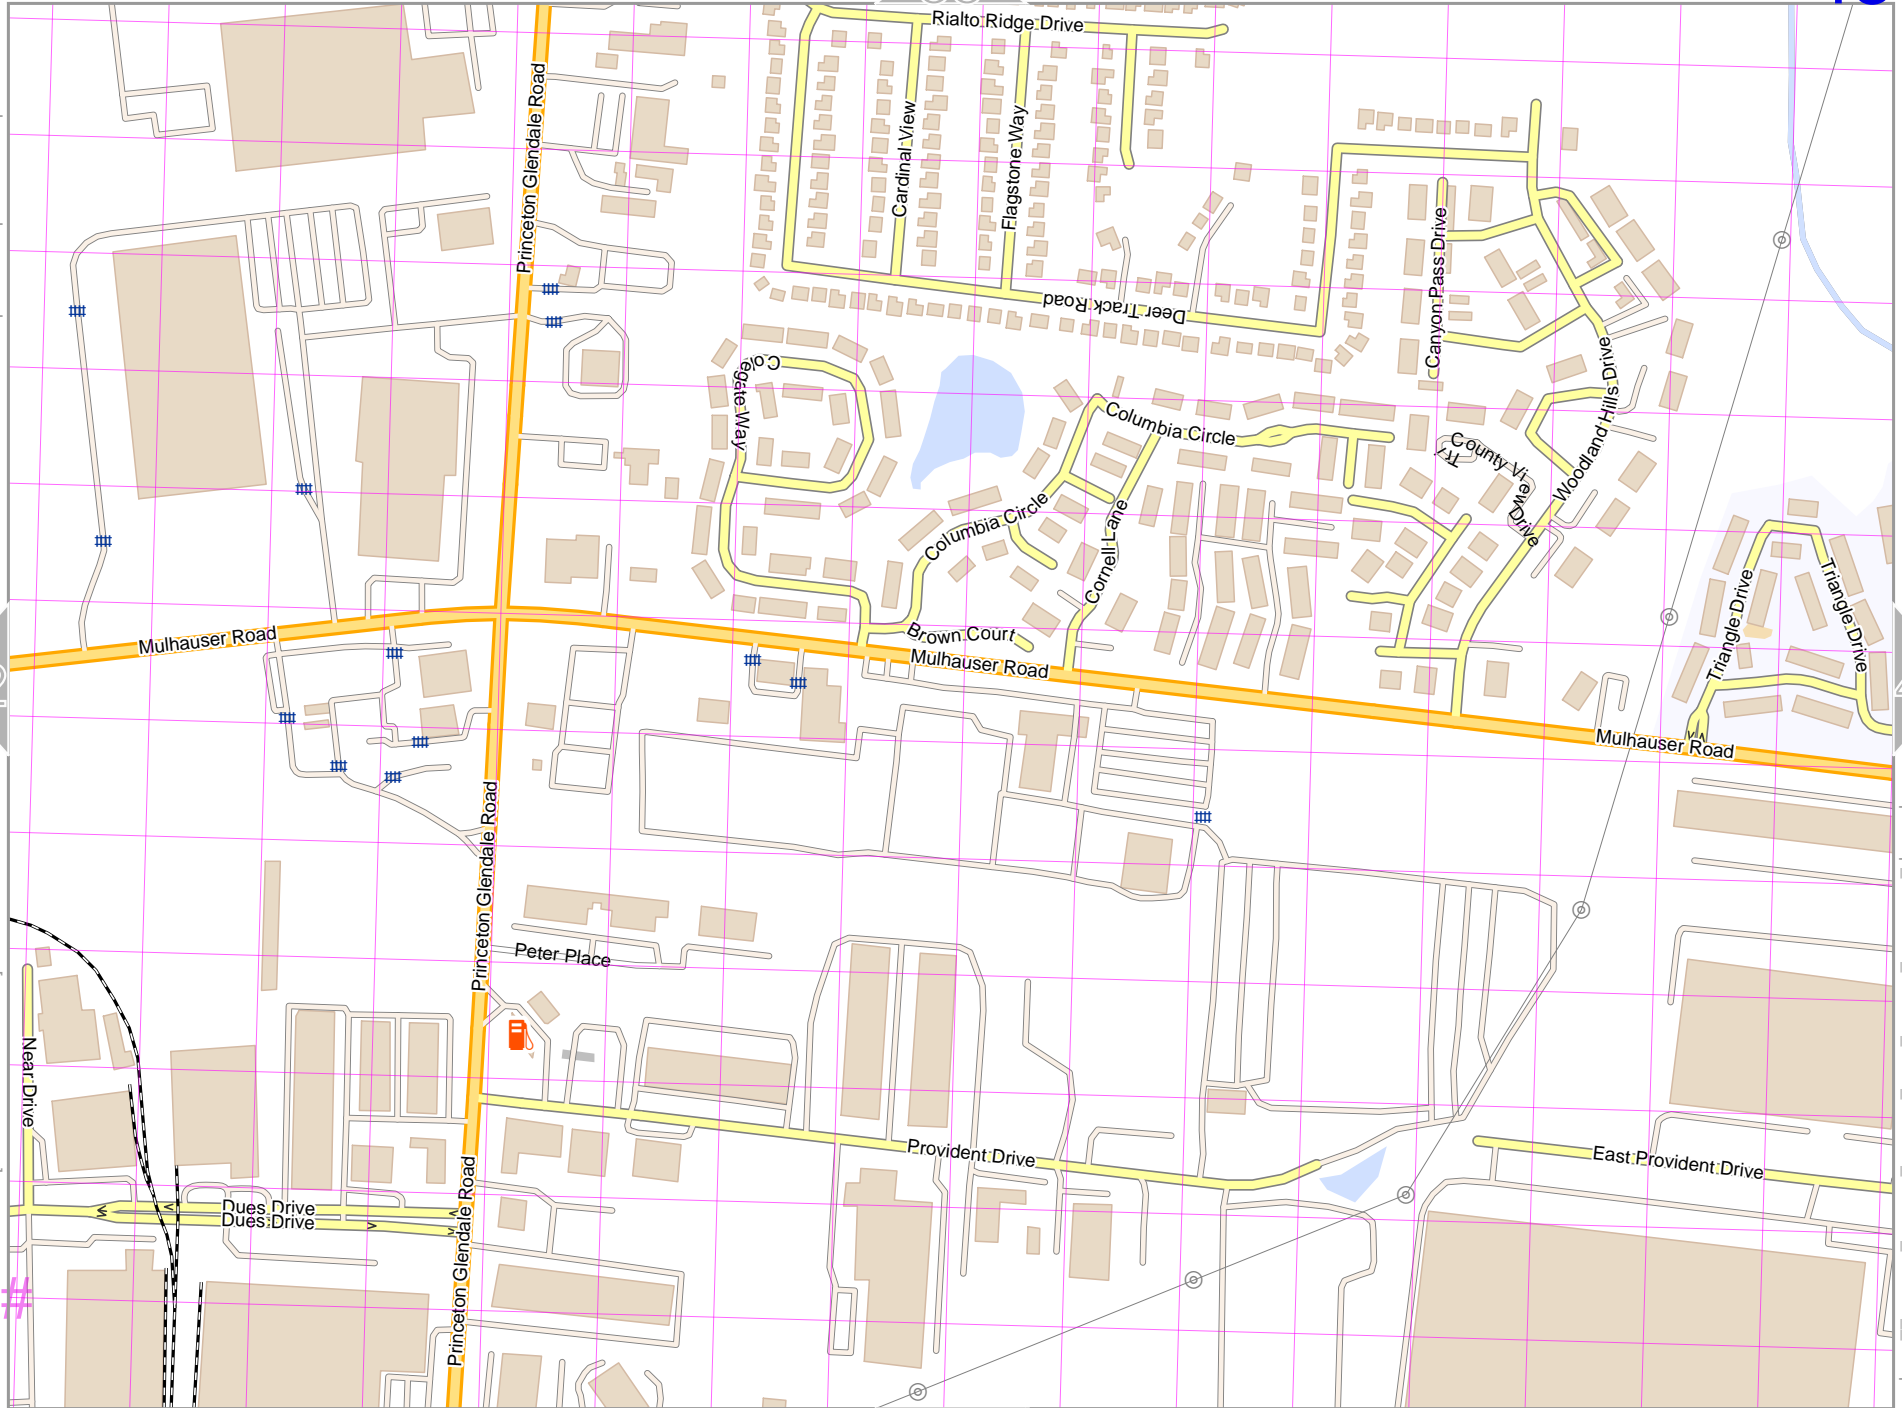 Rialto Ridge Drive
Princeton Glendale Road
Cardinal View
Flagstone Way
Canyon Pass Drive
Deer Track Road
Colegate Way
Columbia Circle
Woodland Hills Drive
County View Drive
Try
Columbia Circle
Cornell Lane
Triangle Drive
Triangle Drive
Mulhauser Road
Brown Court
Mulhauser Road
Mulhauser Road
Princeton Glendale Road
Peter Place
Near Drive
Provident Drive
East Provident Drive
Dues Drive
Dues Drive
Princeton Glendale Road
#